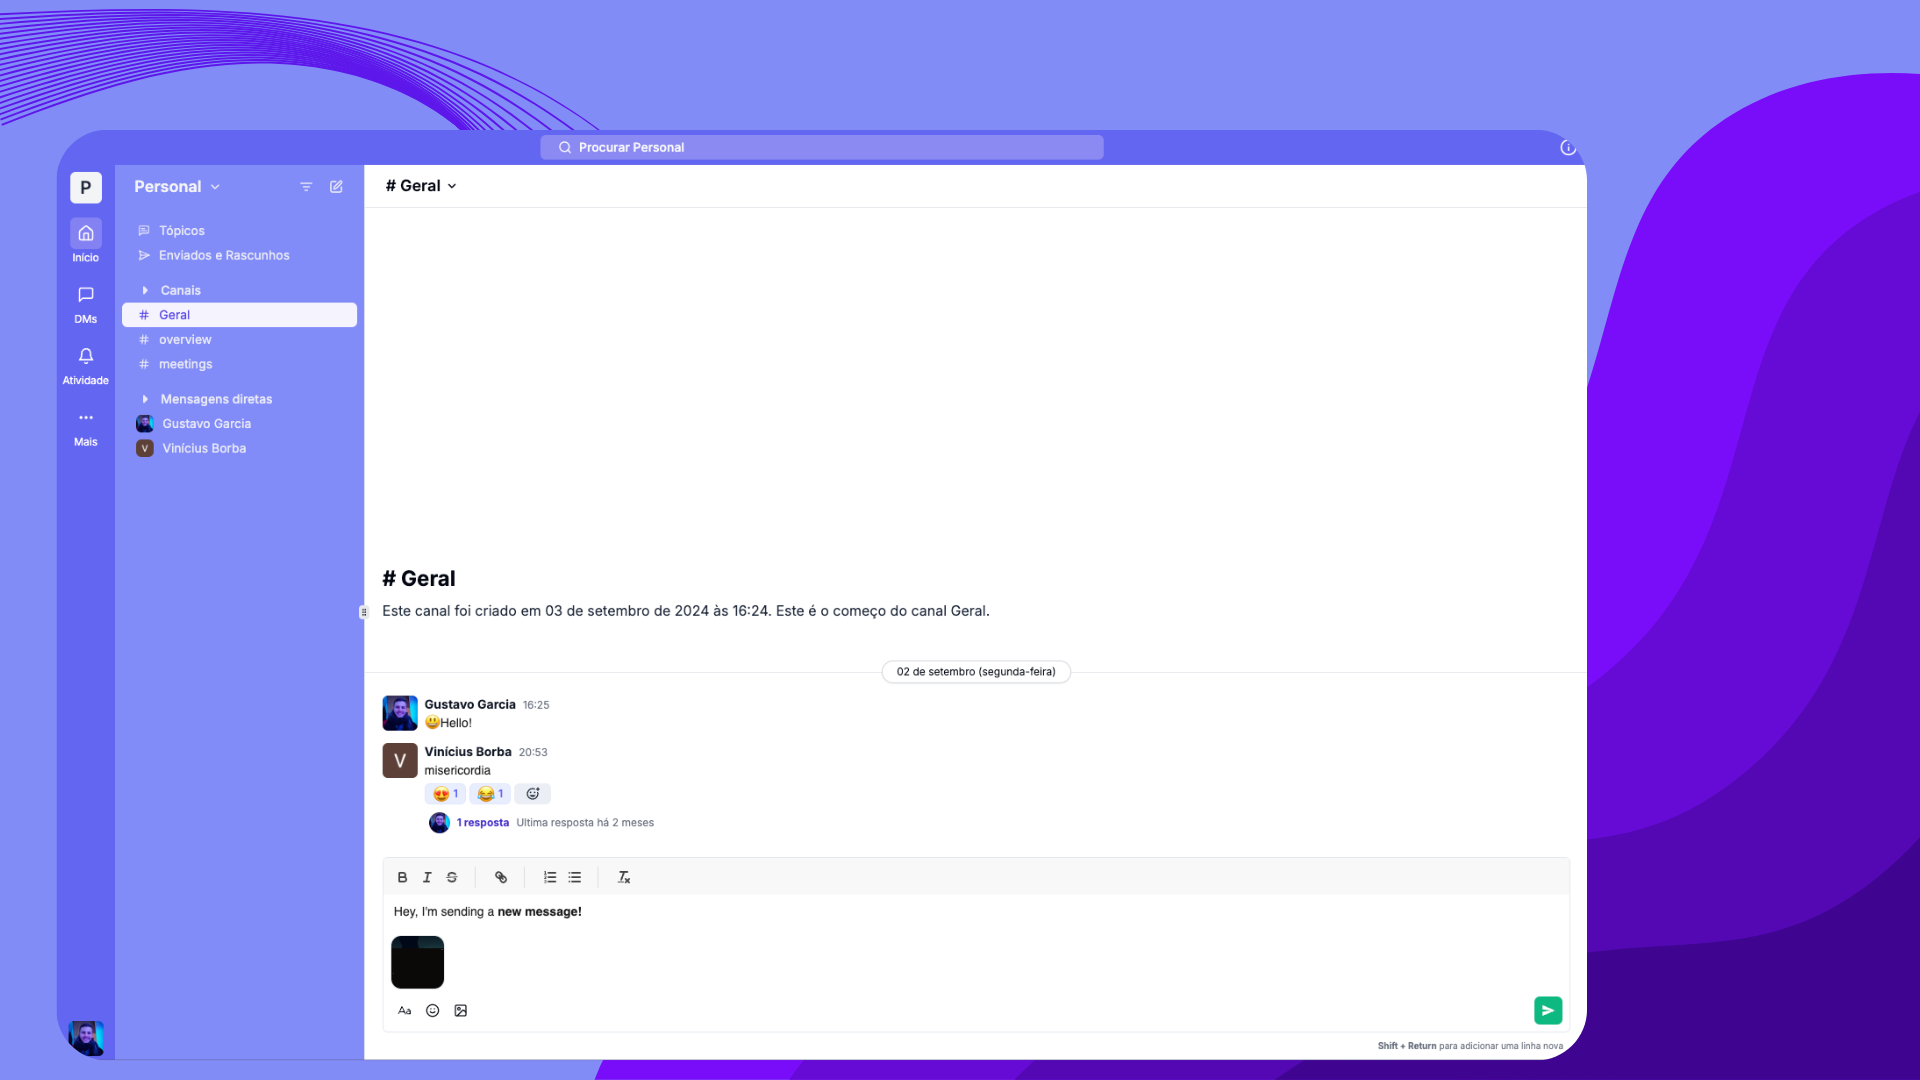 Procurar Personal
P
Início
DMs
Atividade
Mais
Personal
Tópicos
Enviados e Rascunhos
Canais
# Geral
# overview
# meetings
Mensagens diretas
Gustavo Garcia
V Vinícius Borba
# Geral
# Geral
Este canal foi criado em 03 de setembro de 2024 às 16:24. Este é o começo do canal Geral.
02 de setembro (segunda-feira)
Gustavo Garcia 16:25
😃Hello!
V
Vinícius Borba 20:53
misericordia
😍 1 😂 1
1 resposta Ultima resposta há 2 meses
B I S
Hey, I'm sending a new message!
Aa
Shift + Return para adicionar uma linha nova